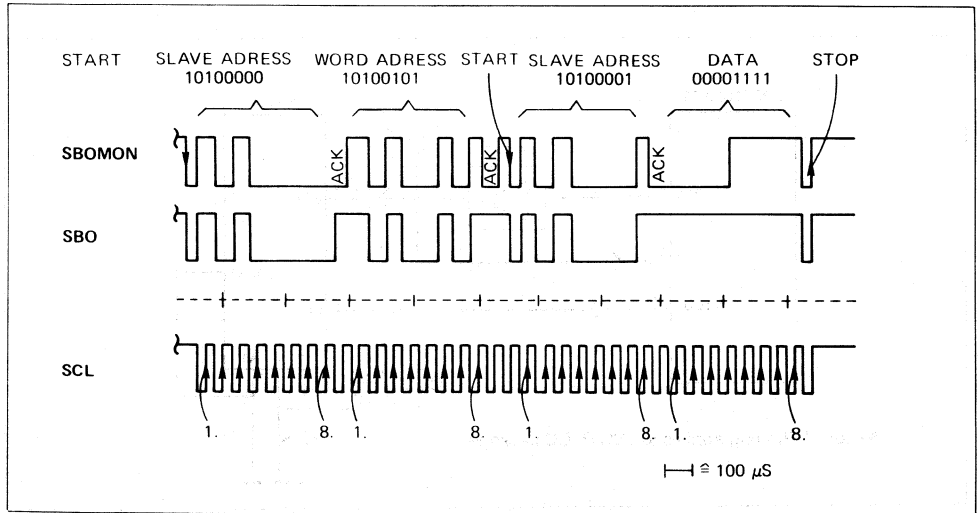 START SLAVE ADRESS WORD ADRESS START SLAVE ADRESS DATA STOP
10100000 10100101 10100001 00001111
SBOMON
ACK ACK ACK
SBO
SCL
1. 8. 1. 8. 1. 8. 1. 8.
≙ 100 µS